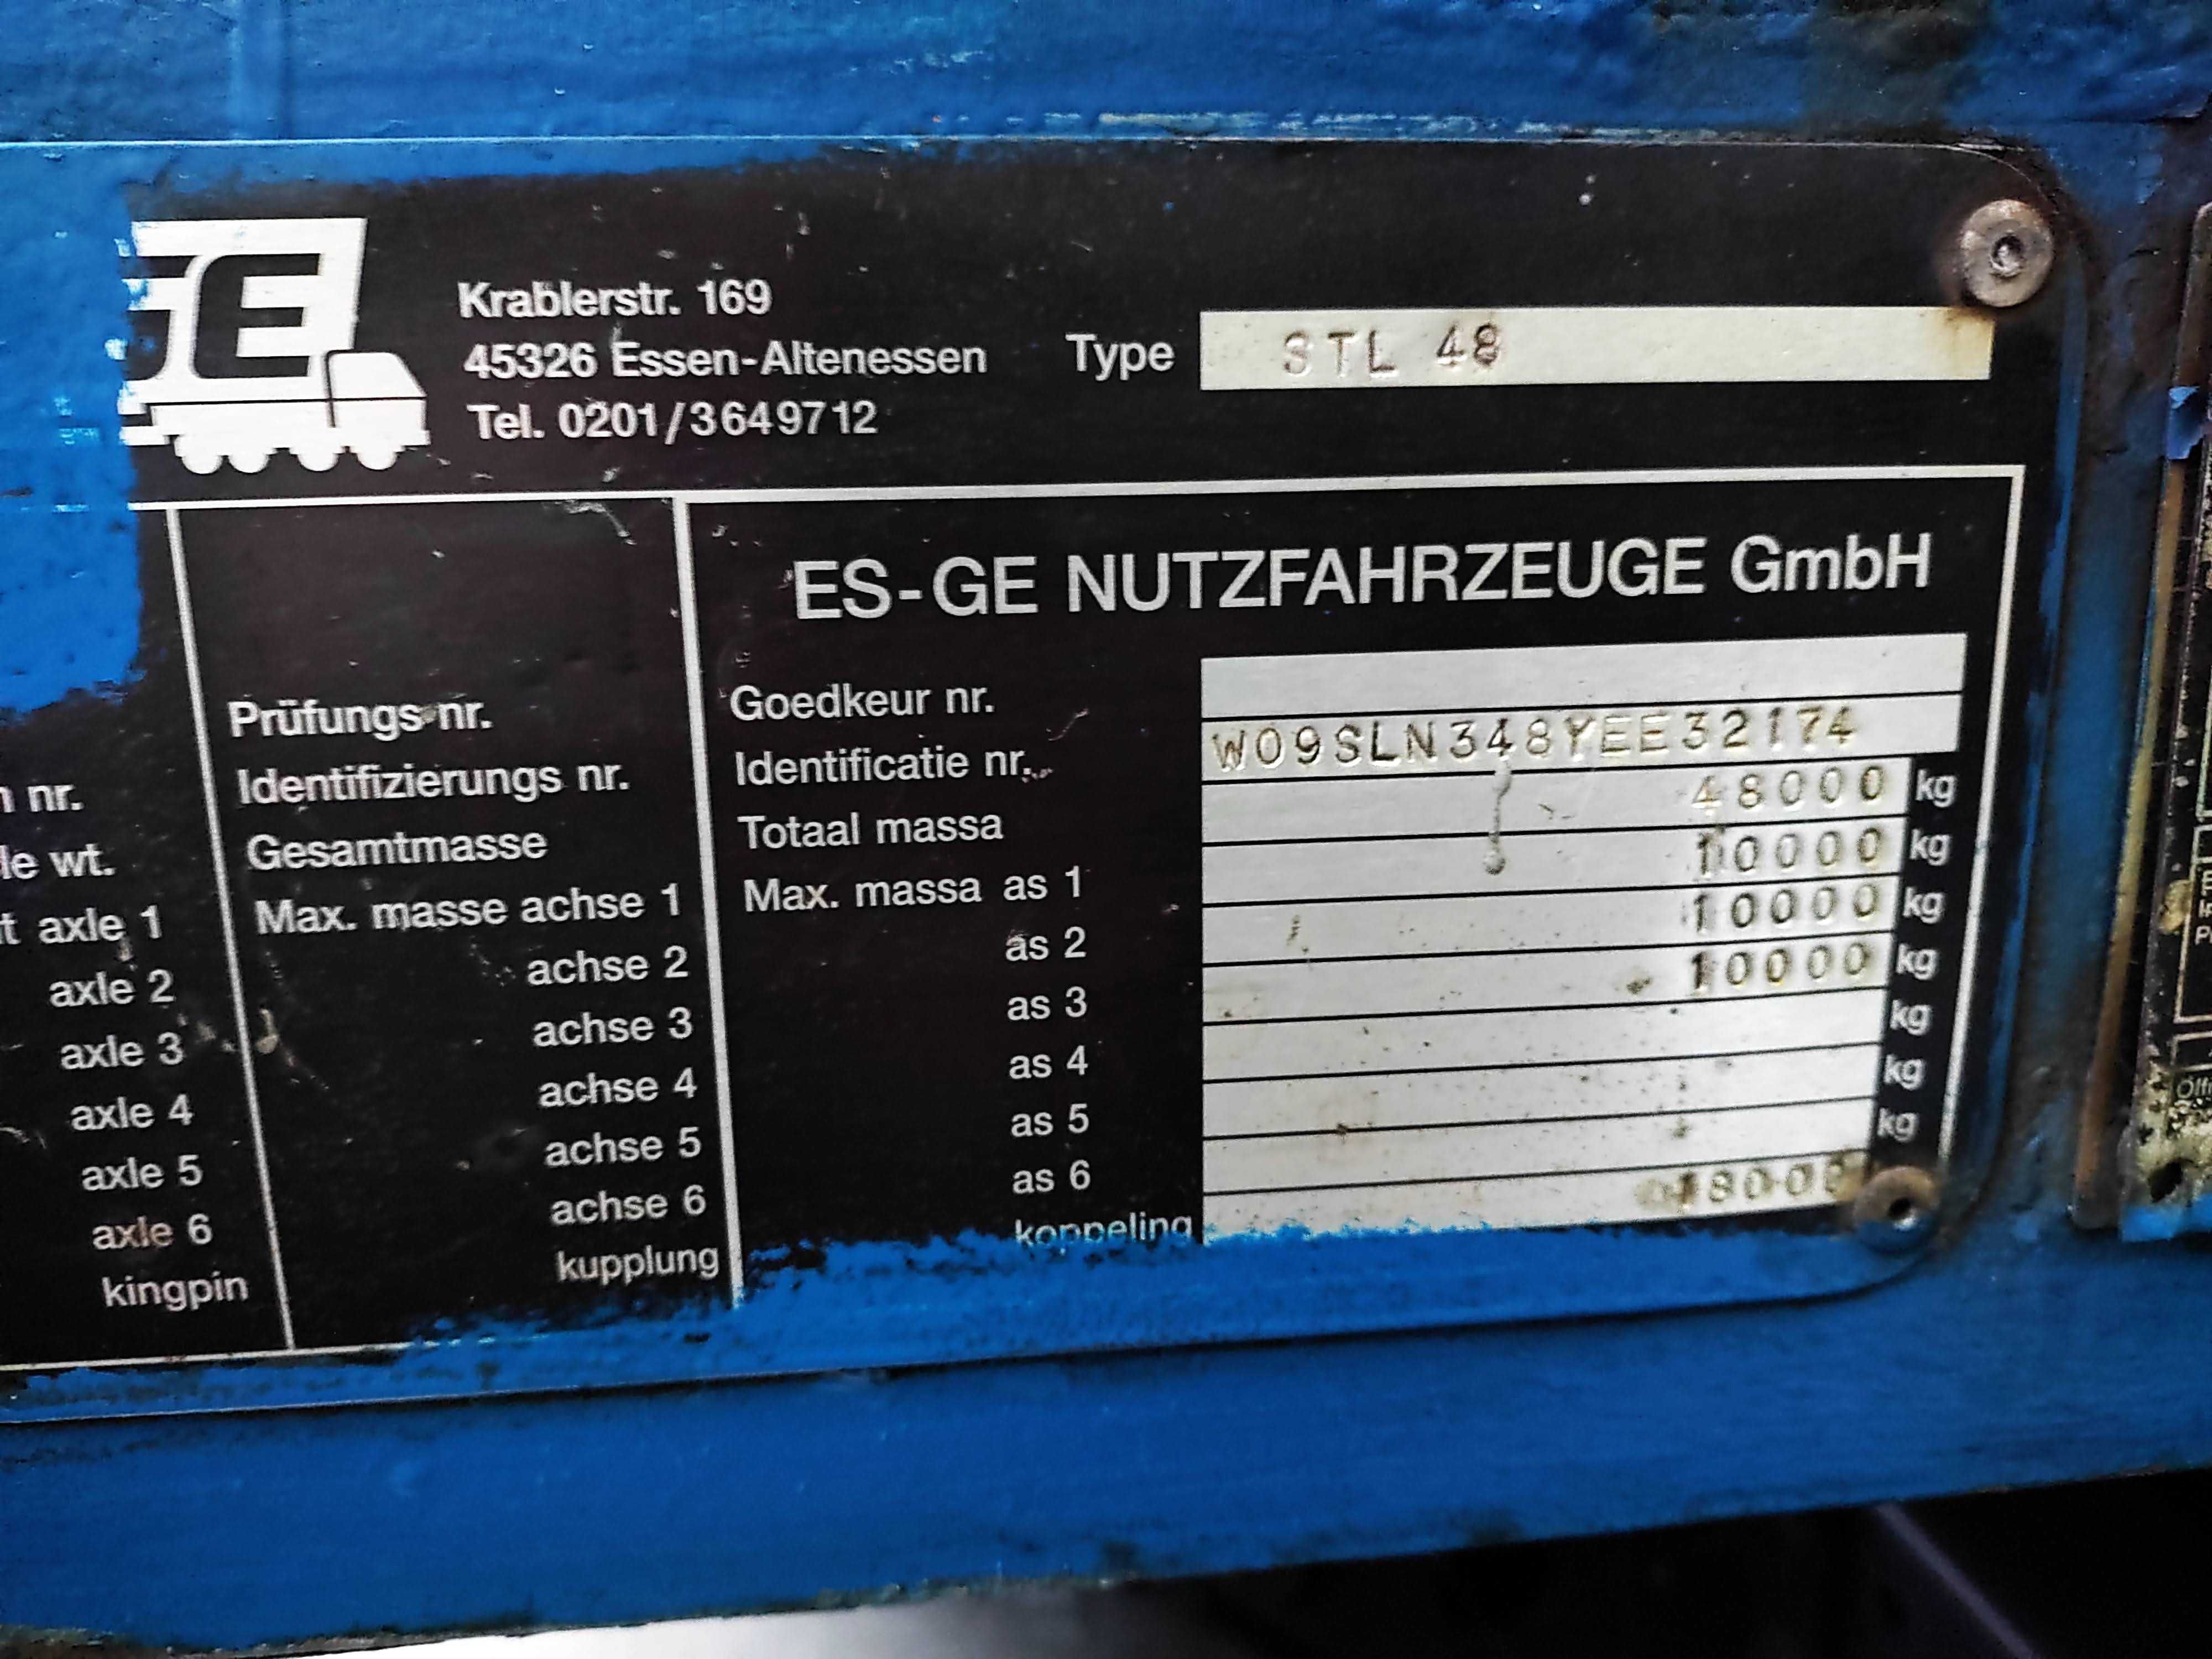 GE
Krablerstr. 169
45326 Essen-Altenessen
Tel. 0201/3649712
Type STL 48
ES-GE NUTZFAHRZEUGE GmbH
Prüfungs nr. Goedkeur nr.
nr. Identifizierungs nr. Identificatie nr. W09SLN348YEE32174
wt. Gesamtmasse Totaal massa 48000 kg
axle 1 Max. masse achse 1 Max. massa as 1 10000 kg
axle 2 achse 2 as 2 10000 kg
axle 3 achse 3 as 3 10000 kg
axle 4 achse 4 as 4 kg
axle 5 achse 5 as 5 kg
axle 6 achse 6 as 6 kg
kingpin kupplung koppeling 18000